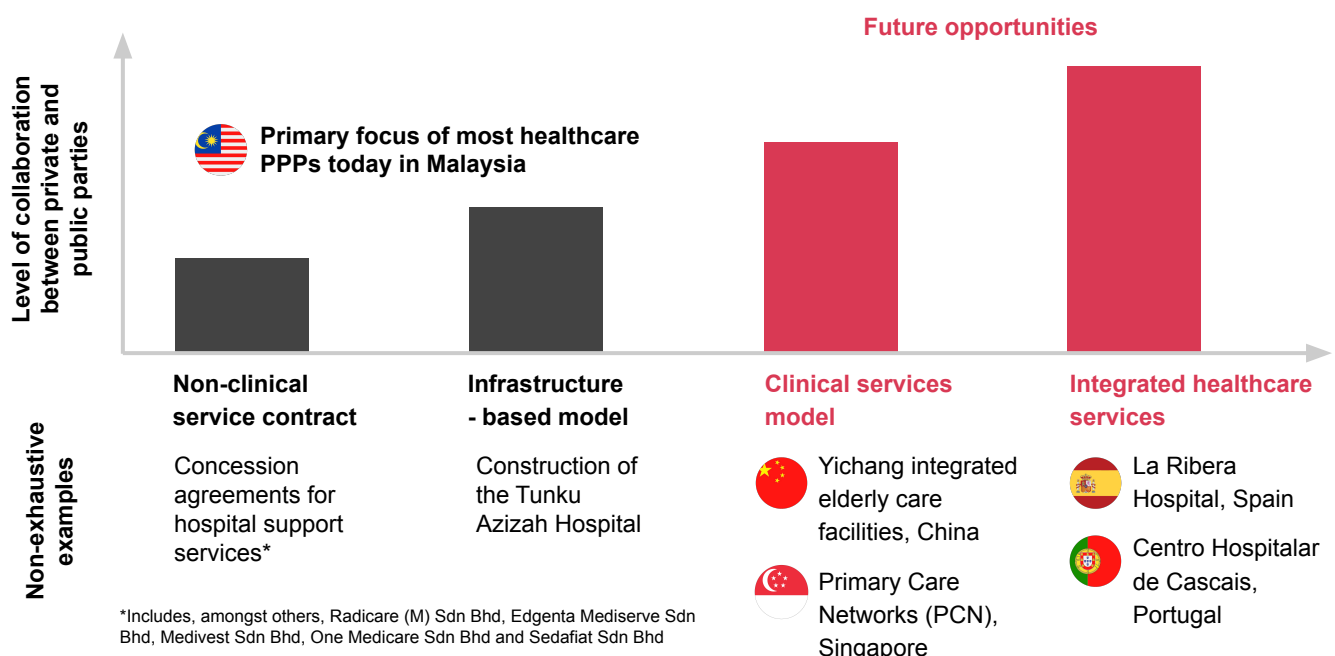 Future opportunities
Level of collaboration
between private and
public parties
Primary focus of most healthcare
PPPs today in Malaysia
Non-clinical
service contract
Infrastructure
- based model
Clinical services
model
Integrated healthcare
services
Non-exhaustive
examples
Concession
agreements for
hospital support
services*
Construction of
the Tunku
Azizah Hospital
Yichang integrated
elderly care
facilities, China
Primary Care
Networks (PCN),
Singapore
La Ribera
Hospital, Spain
Centro Hospitalar
de Cascais,
Portugal
*Includes, amongst others, Radicare (M) Sdn Bhd, Edgenta Mediserve Sdn
Bhd, Medivest Sdn Bhd, One Medicare Sdn Bhd and Sedafiat Sdn Bhd